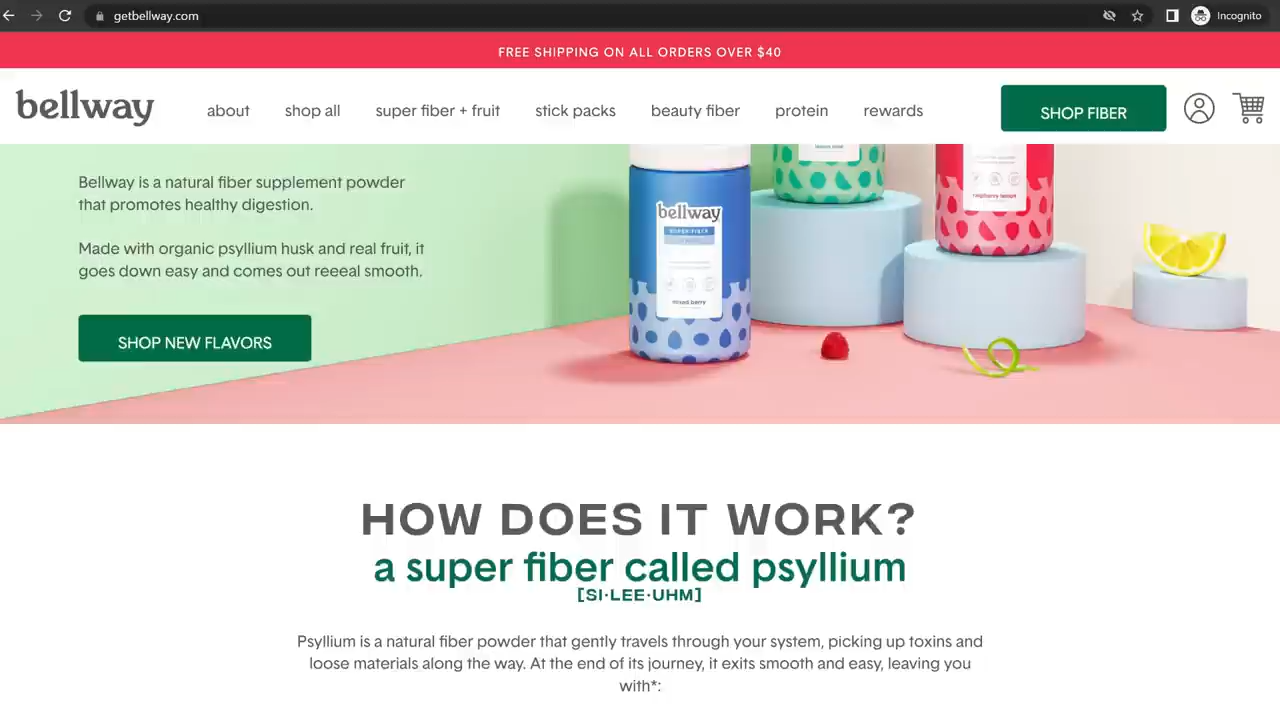 getbellway.com
Incognito
FREE SHIPPING ON ALL ORDERS OVER $40
bellway
about
shop all
super fiber + fruit
stick packs
beauty fiber
protein
rewards
SHOP FIBER
Bellway is a natural fiber supplement powder
that promotes healthy digestion.
Made with organic psyllium husk and real fruit, it
goes down easy and comes out reeeal smooth.
SHOP NEW FLAVORS
bellway
SUPER FIBER
mixed berry
raspberry lemon
HOW DOES IT WORK?
a super fiber called psyllium
[SI·LEE·UHM]
Psyllium is a natural fiber powder that gently travels through your system, picking up toxins and
loose materials along the way. At the end of its journey, it exits smooth and easy, leaving you
with*: